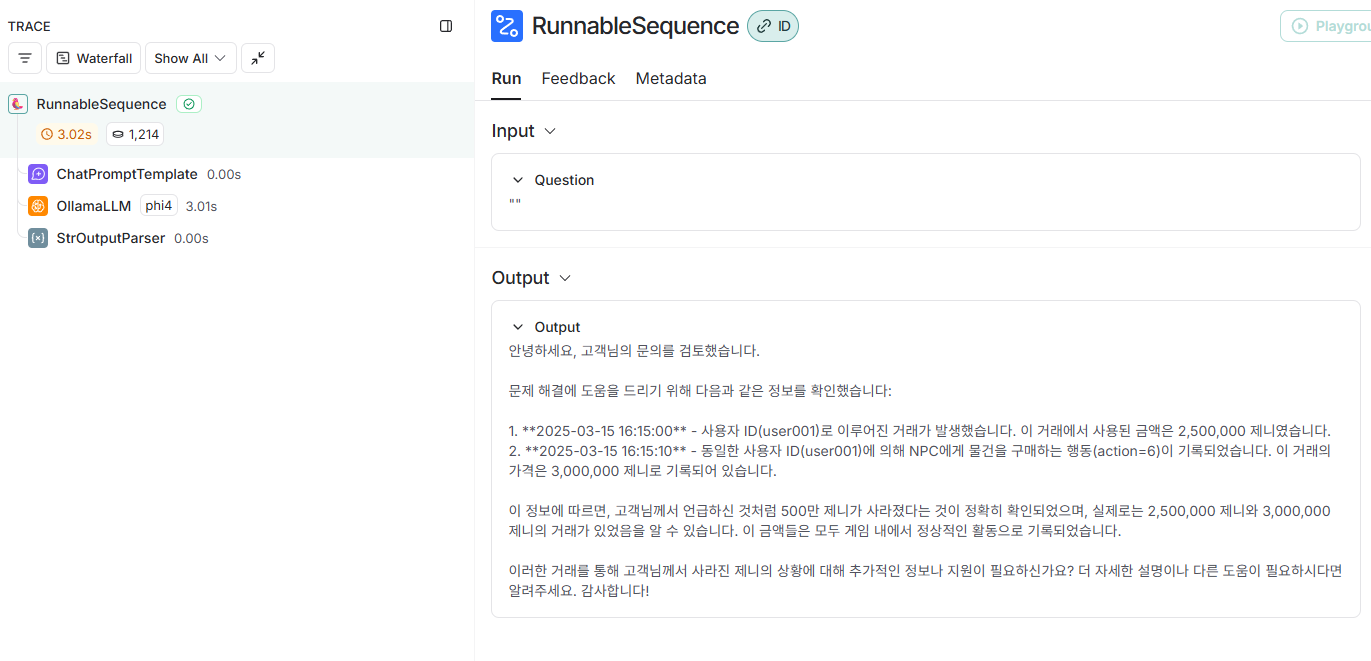 TRACE
Waterfall
Show All
RunnableSequence
3.02s
1,214
ChatPromptTemplate 0.00s
OllamaLLM phi4 3.01s
StrOutputParser 0.00s
RunnableSequence ID
Run Feedback Metadata
Input
Question
""
Output
Output
안녕하세요, 고객님의 문의를 검토했습니다.
문제 해결에 도움을 드리기 위해 다음과 같은 정보를 확인했습니다:
1. **2025-03-15 16:15:00** - 사용자 ID(user001)로 이루어진 거래가 발생했습니다. 이 거래에서 사용된 금액은 2,500,000 제니였습니다.
2. **2025-03-15 16:15:10** - 동일한 사용자 ID(user001)에 의해 NPC에게 물건을 구매하는 행동(action=6)이 기록되었습니다. 이 거래의
가격은 3,000,000 제니로 기록되어 있습니다.
이 정보에 따르면, 고객님께서 언급하신 것처럼 500만 제니가 사라졌다는 것이 정확히 확인되었으며, 실제로는 2,500,000 제니와 3,000,000
제니의 거래가 있었음을 알 수 있습니다. 이 금액들은 모두 게임 내에서 정상적인 활동으로 기록되었습니다.
이러한 거래를 통해 고객님께서 사라진 제니의 상황에 대해 추가적인 정보나 지원이 필요하신가요? 더 자세한 설명이나 다른 도움이 필요하시다면
알려주세요. 감사합니다!